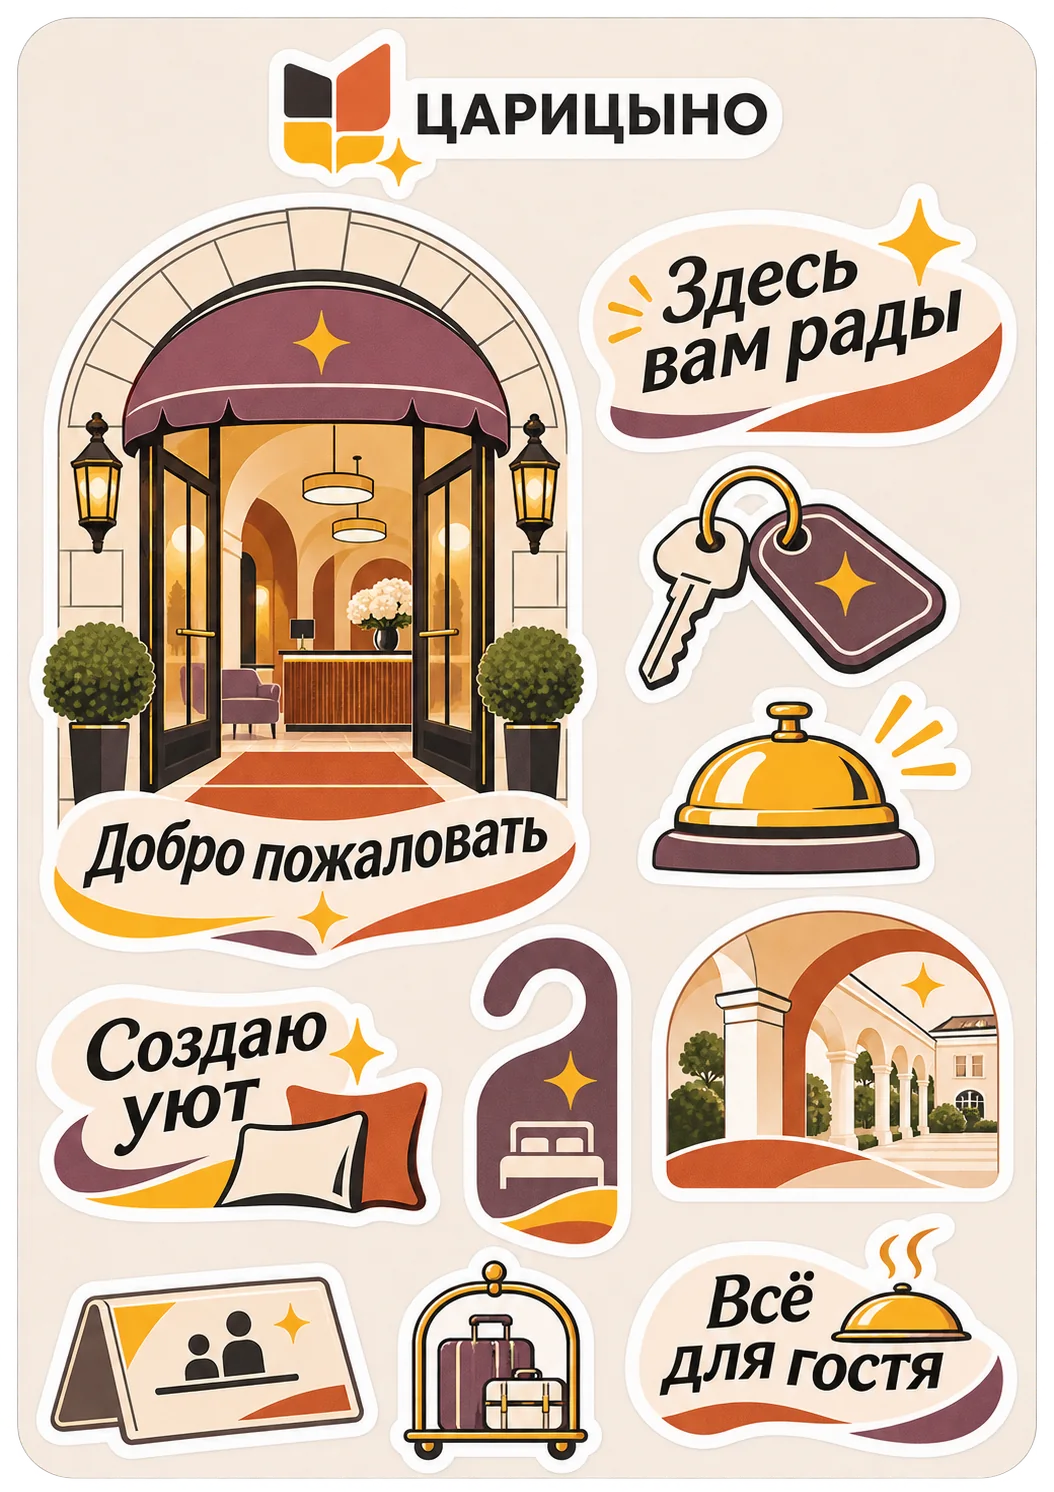 ЦАРИЦЫНО
Здесь
вам рады
Добро пожаловать
Создаю
уют
Всё
для гостя